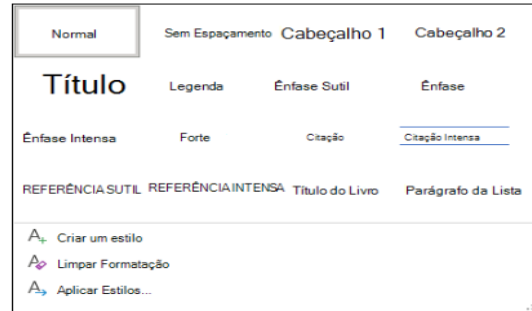 Normal Sem Espaçamento Cabeçalho 1 Cabeçalho 2
Título Legenda Ênfase Sutil Ênfase
Ênfase Intensa Forte Citação Citação Intensa
REFERÊNCIA SUTIL REFERÊNCIA INTENSA Título do Livro Parágrafo da Lista
Criar um estilo
Limpar Formatação
Aplicar Estilos...